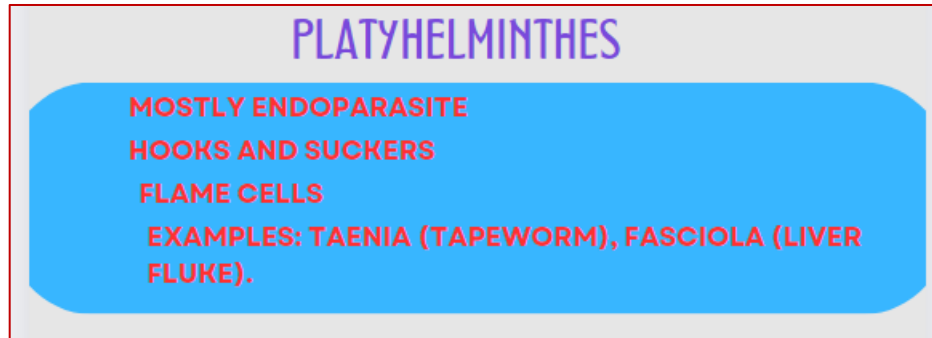 PLATYHELMINTHES
MOSTLY ENDOPARASITE
HOOKS AND SUCKERS
FLAME CELLS
EXAMPLES: TAENIA (TAPEWORM), FASCIOLA (LIVER
FLUKE).